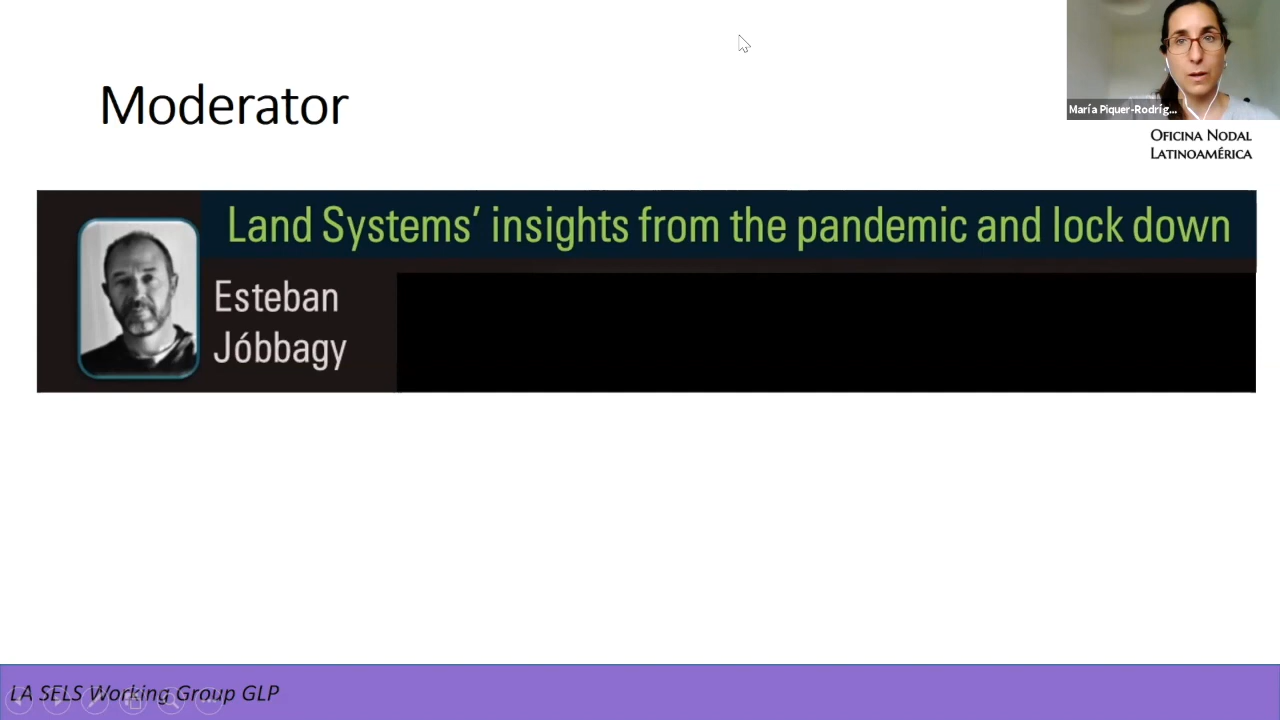 Moderator
María Piquer-Rodríg...
OFICINA NODAL
LATINOAMÉRICA
Land Systems’ insights from the pandemic and lock down
Esteban
Jóbbagy
LA SELS Working Group GLP